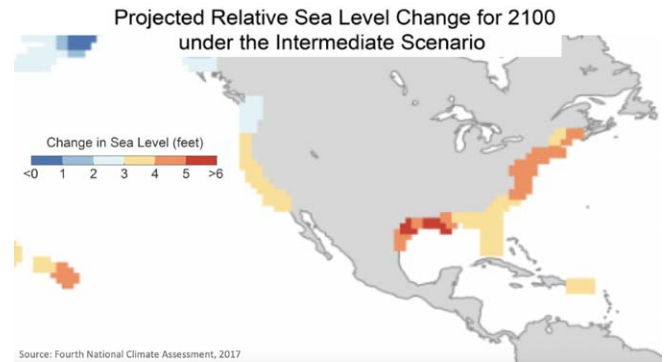 Projected Relative Sea Level Change for 2100
under the Intermediate Scenario
Change in Sea Level (feet)
<0 1 2 3 4 5 >6
Source: Fourth National Climate Assessment, 2017